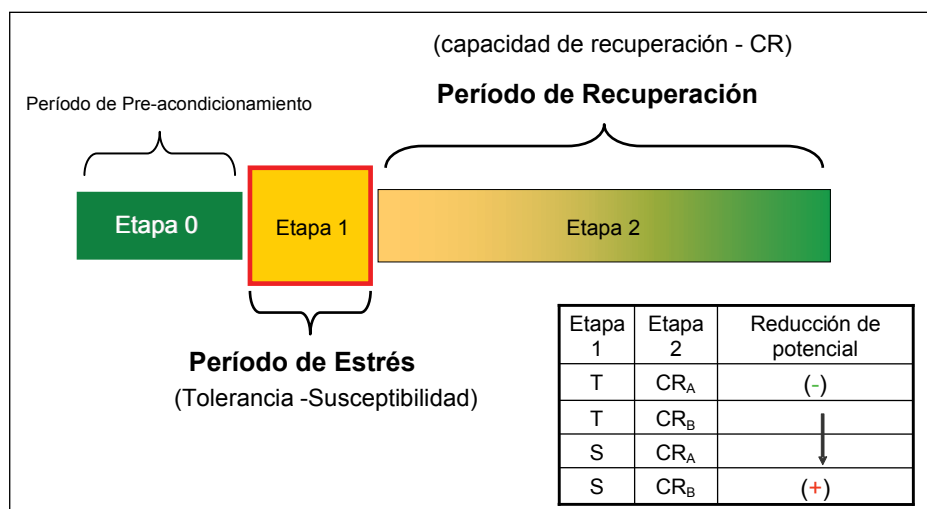 (capacidad de recuperación - CR)
Período de Recuperación
Período de Pre-acondicionamiento
Etapa 0
Etapa 1
Etapa 2
Período de Estrés
(Tolerancia -Susceptibilidad)
Etapa 1 Etapa 2 Reducción de potencial
T CRA (-)
T CRB
S CRA
S CRB (+)